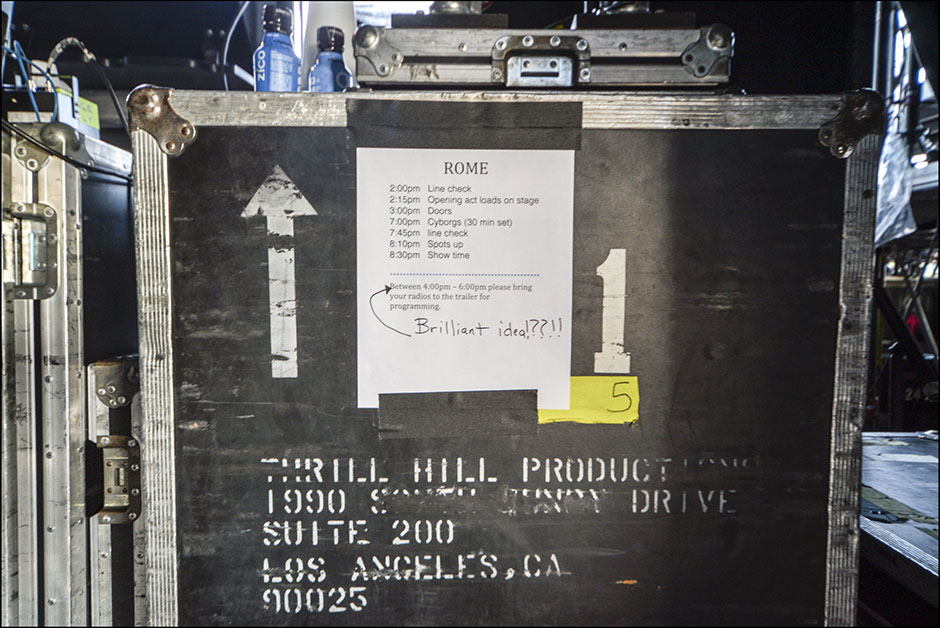 ZICO
ROME
2:00pm Line check
2:15pm Opening act loads on stage
3:00pm Doors
7:00pm Cyborgs (30 min set)
7:45pm line check
8:10pm Spots up
8:30pm Show time
Between 4:00pm – 6:00pm please bring
your radios to the trailer for
programming.
Brilliant idea!??!!
1
5
THRILL HILL PRODUCTIONS
1990 DRIVE
SUITE 200
LOS ANGELES, CA
90025